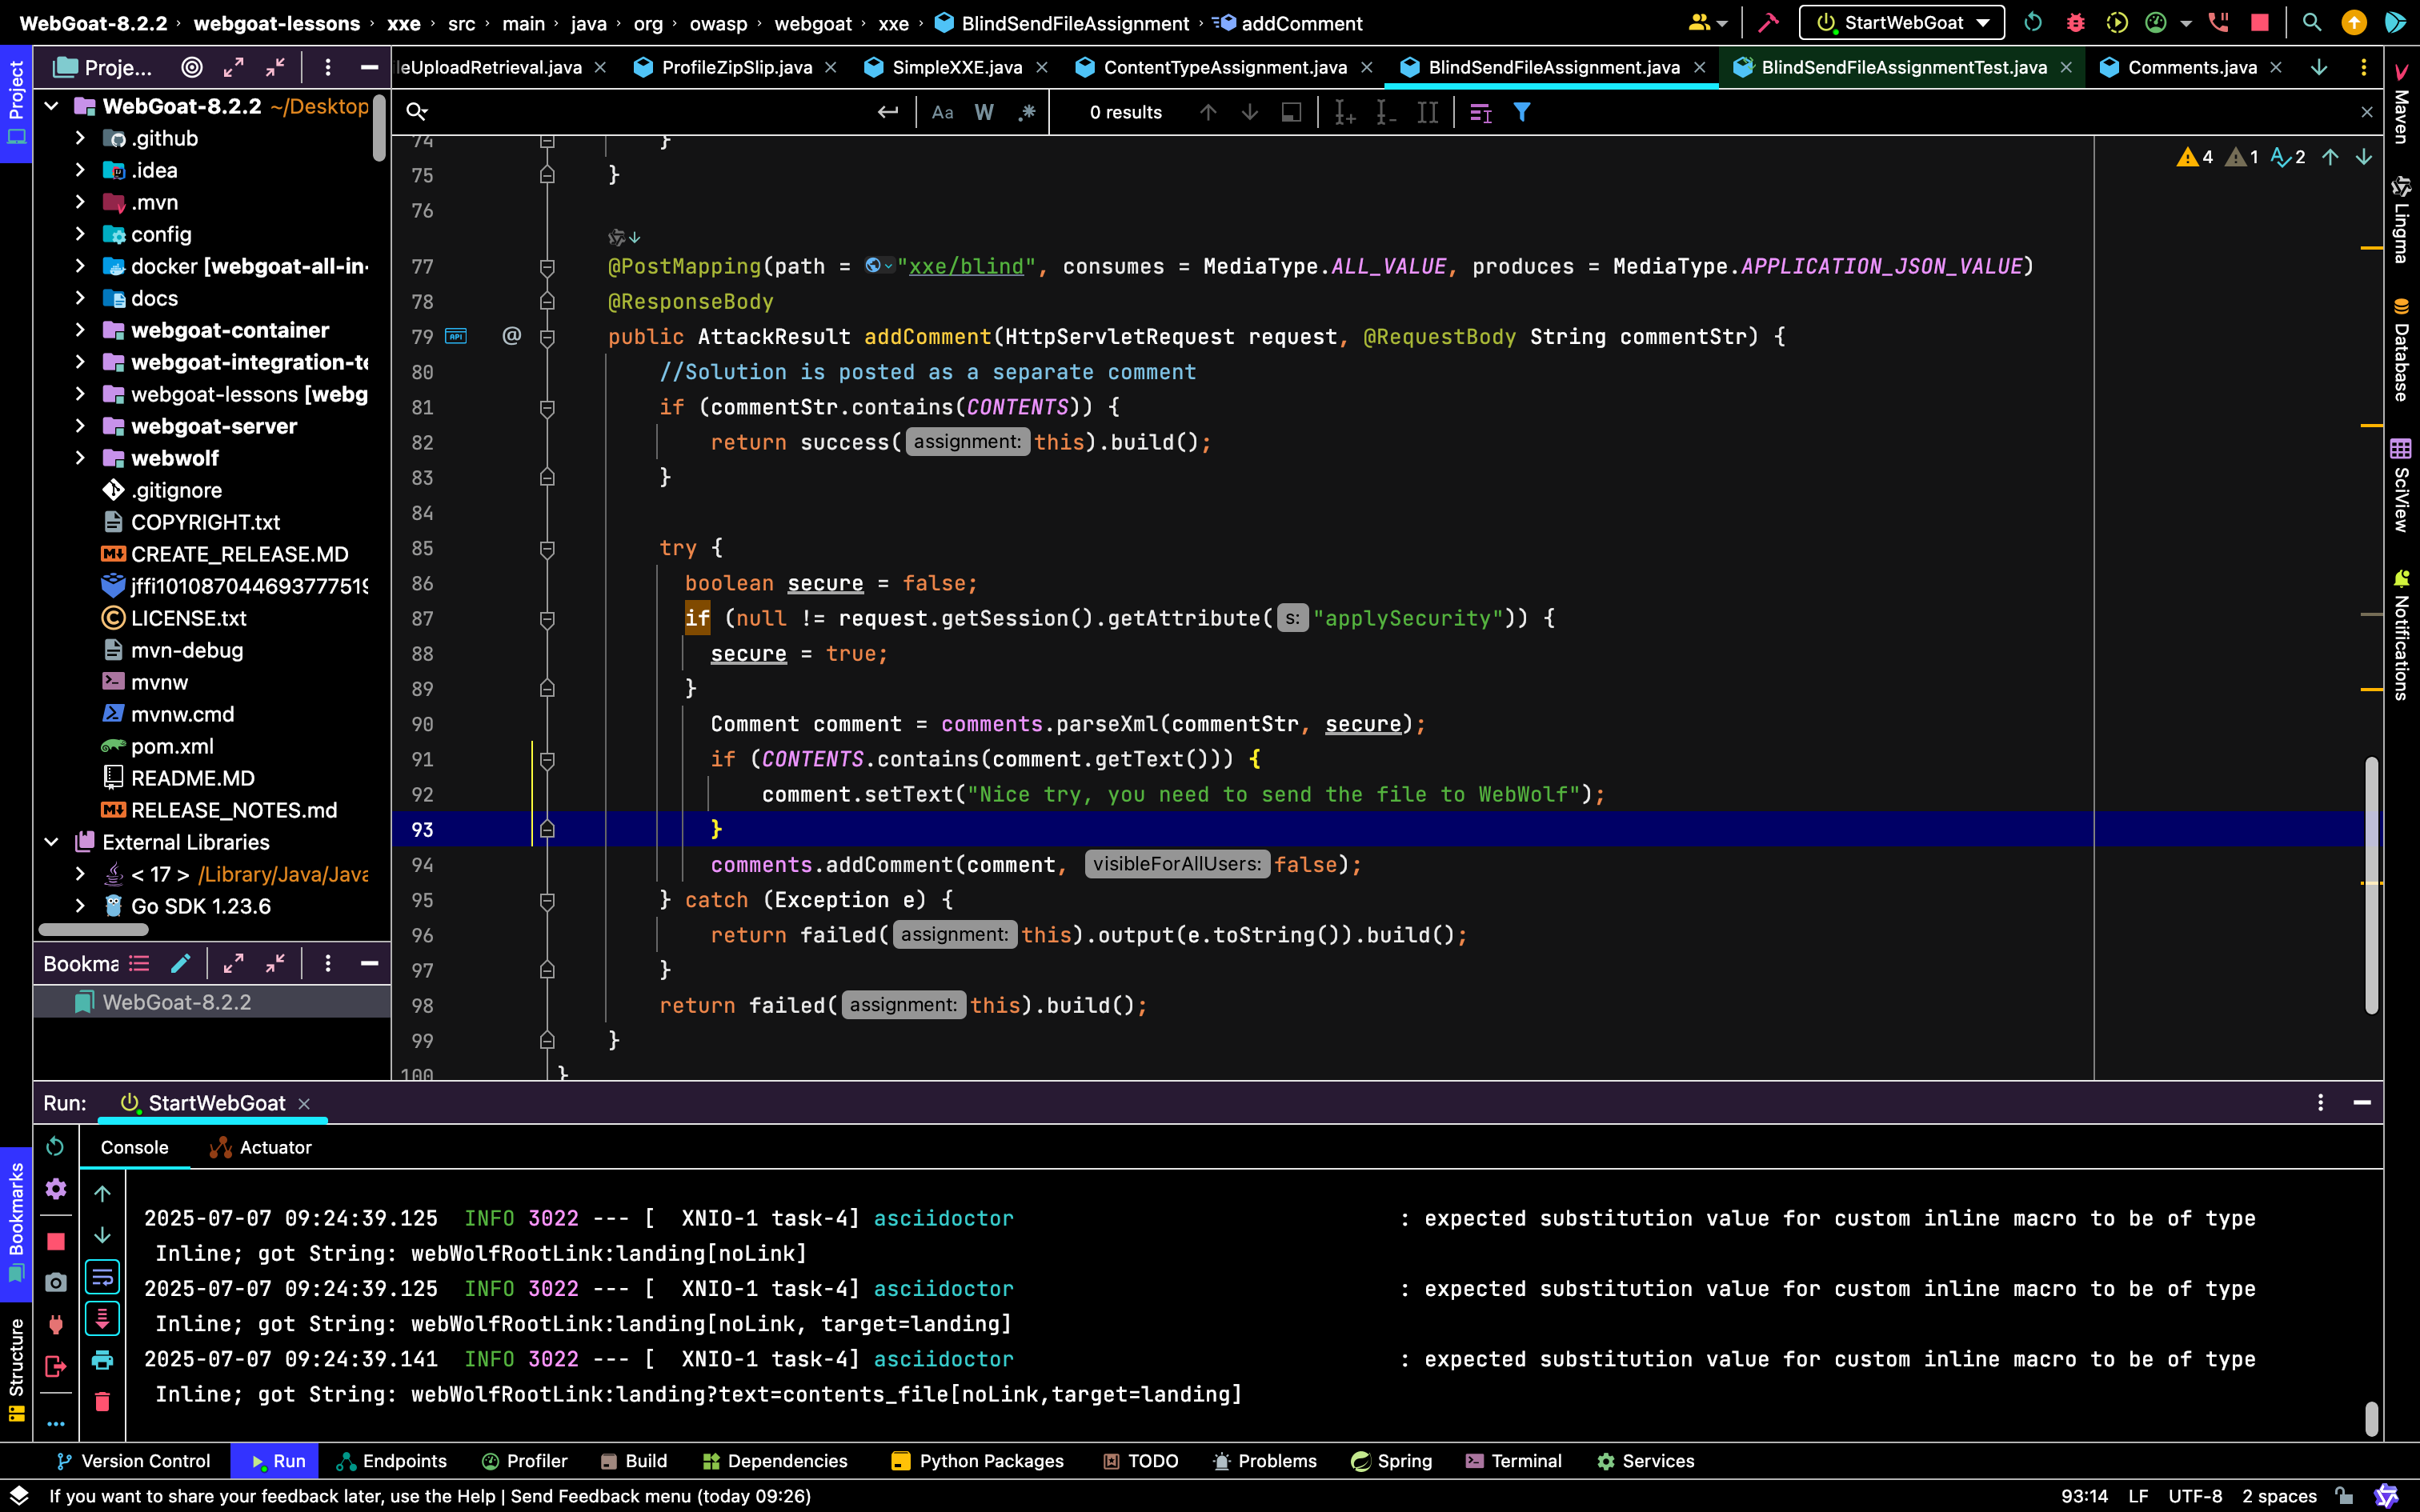 WebGoat-8.2.2 › webgoat-lessons › xxe › src › main › java › org › owasp › webgoat › xxe › BlindSendFileAssignment › addComment
StartWebGoat
Project
Proje...
leUploadRetrieval.java
ProfileZipSlip.java
SimpleXXE.java
ContentTypeAssignment.java
BlindSendFileAssignment.java
BlindSendFileAssignmentTest.java
Comments.java
Aa W .*
0 results
4 1 2
WebGoat-8.2.2 ~/Desktop
.github
.idea
.mvn
config
docker [webgoat-all-in-
docs
webgoat-container
webgoat-integration-te
webgoat-lessons [webg
webgoat-server
webwolf
.gitignore
COPYRIGHT.txt
CREATE_RELEASE.MD
jffi101087044693777519
LICENSE.txt
mvn-debug
mvnw
mvnw.cmd
pom.xml
README.MD
RELEASE_NOTES.md
External Libraries
< 17 > /Library/Java/Java
Go SDK 1.23.6
Bookma
WebGoat-8.2.2
74 }
75 }
76
77 @PostMapping(path = "xxe/blind", consumes = MediaType.ALL_VALUE, produces = MediaType.APPLICATION_JSON_VALUE)
78 @ResponseBody
79 API @ public AttackResult addComment(HttpServletRequest request, @RequestBody String commentStr) {
80 //Solution is posted as a separate comment
81 if (commentStr.contains(CONTENTS)) {
82 return success( assignment: this).build();
83 }
84
85 try {
86 boolean secure = false;
87 if (null != request.getSession().getAttribute( s: "applySecurity")) {
88 secure = true;
89 }
90 Comment comment = comments.parseXml(commentStr, secure);
91 if (CONTENTS.contains(comment.getText())) {
92 comment.setText("Nice try, you need to send the file to WebWolf");
93 }
94 comments.addComment(comment, visibleForAllUsers: false);
95 } catch (Exception e) {
96 return failed( assignment: this).output(e.toString()).build();
97 }
98 return failed( assignment: this).build();
99 }
100 }
Maven
Lingma
Database
SciView
Notifications
Run: StartWebGoat
Console Actuator
Bookmarks
Structure
2025-07-07 09:24:39.125 INFO 3022 --- [ XNIO-1 task-4] asciidoctor : expected substitution value for custom inline macro to be of type
Inline; got String: webWolfRootLink:landing[noLink]
2025-07-07 09:24:39.125 INFO 3022 --- [ XNIO-1 task-4] asciidoctor : expected substitution value for custom inline macro to be of type
Inline; got String: webWolfRootLink:landing[noLink, target=landing]
2025-07-07 09:24:39.141 INFO 3022 --- [ XNIO-1 task-4] asciidoctor : expected substitution value for custom inline macro to be of type
Inline; got String: webWolfRootLink:landing?text=contents_file[noLink,target=landing]
Version Control Run Endpoints Profiler Build Dependencies Python Packages TODO Problems Spring Terminal Services
If you want to share your feedback later, use the Help | Send Feedback menu (today 09:26)
93:14 LF UTF-8 2 spaces